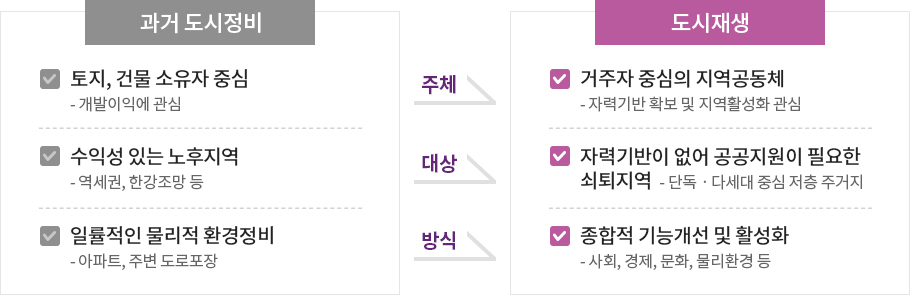 과거 도시정비
토지, 건물 소유자 중심
- 개발이익에 관심
수익성 있는 노후지역
- 역세권, 한강조망 등
일률적인 물리적 환경정비
- 아파트, 주변 도로포장
주체
대상
방식
도시재생
거주자 중심의 지역공동체
- 자력기반 확보 및 지역활성화 관심
자력기반이 없어 공공지원이 필요한
쇠퇴지역 - 단독 · 다세대 중심 저층 주거지
종합적 기능개선 및 활성화
- 사회, 경제, 문화, 물리환경 등